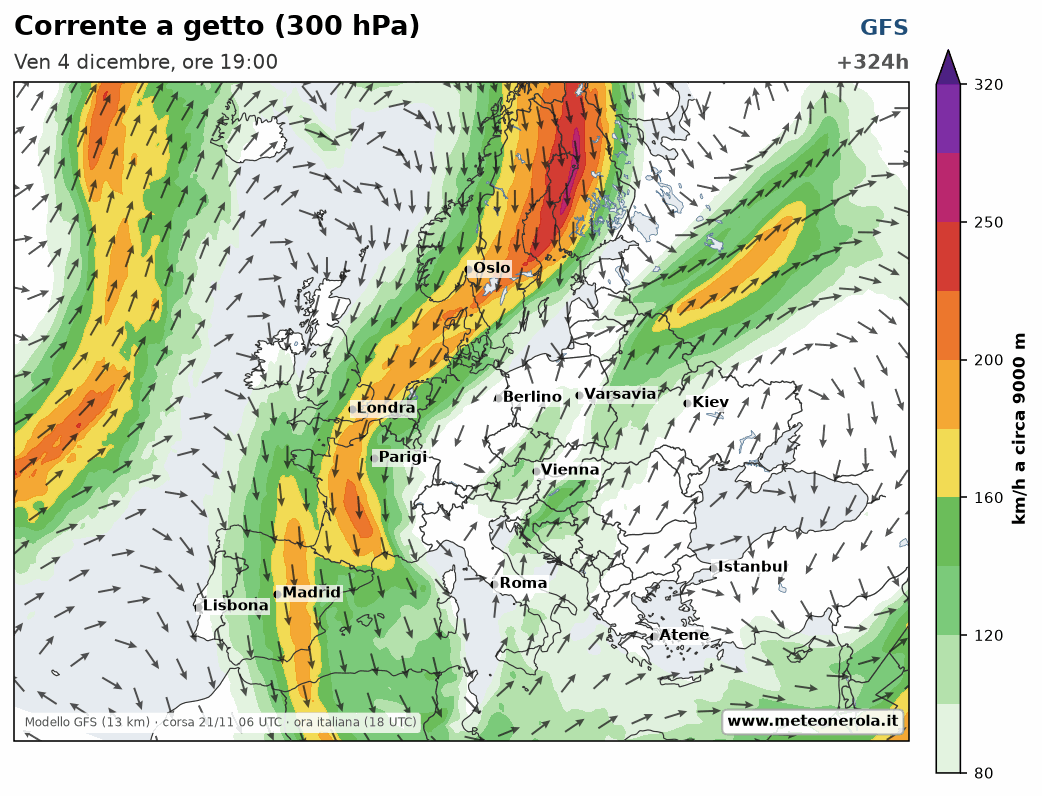 Corrente a getto (300 hPa)
GFS
Ven 4 dicembre, ore 19:00
+324h
320
250
200
160
120
80
km/h a circa 9000 m
Oslo
Londra
Berlino
Varsavia
Kiev
Parigi
Vienna
Istanbul
Roma
Madrid
Lisbona
Atene
Modello GFS (13 km) · corsa 21/11 06 UTC · ora italiana (18 UTC)
www.meteonerola.it